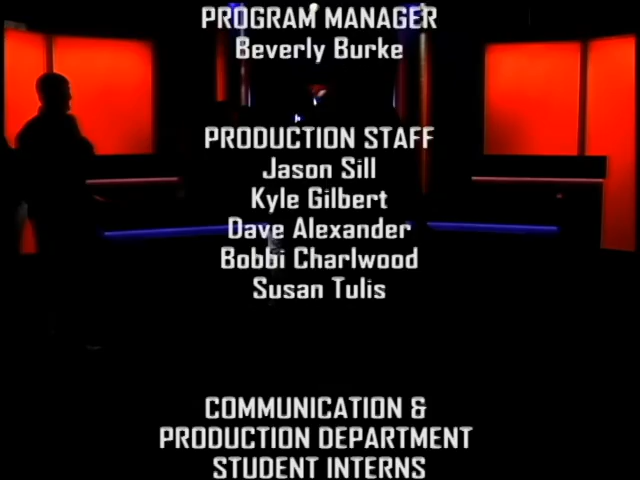 PROGRAM MANAGER
Beverly Burke
PRODUCTION STAFF
Jason Sill
Kyle Gilbert
Dave Alexander
Bobbi Charlwood
Susan Tulis
COMMUNICATION &
PRODUCTION DEPARTMENT
STUDENT INTERNS